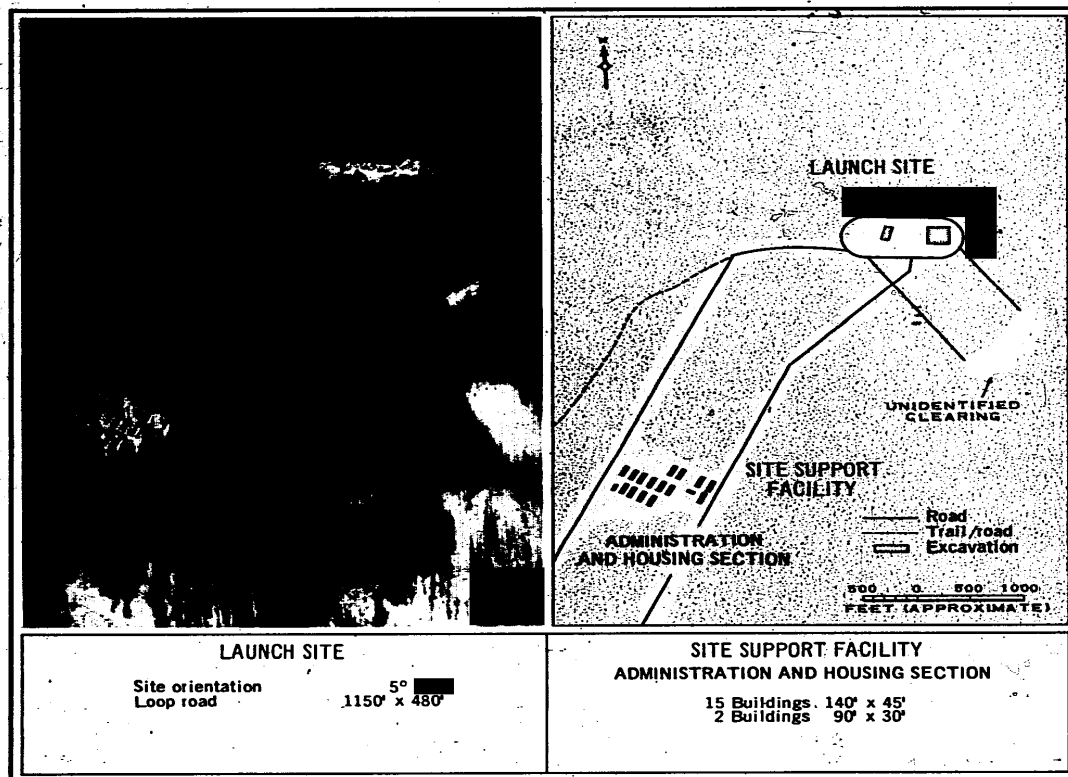 N
LAUNCH SITE
UNIDENTIFIED
CLEARING
SITE SUPPORT
FACILITY
ADMINISTRATION
AND HOUSING SECTION
Road
Trail/road
Excavation
500 0 500 1000
FEET (APPROXIMATE)
LAUNCH SITE
Site orientation 5°
Loop road 1150' x 480'
SITE SUPPORT FACILITY
ADMINISTRATION AND HOUSING SECTION
15 Buildings 140' x 45'
2 Buildings 90' x 30'